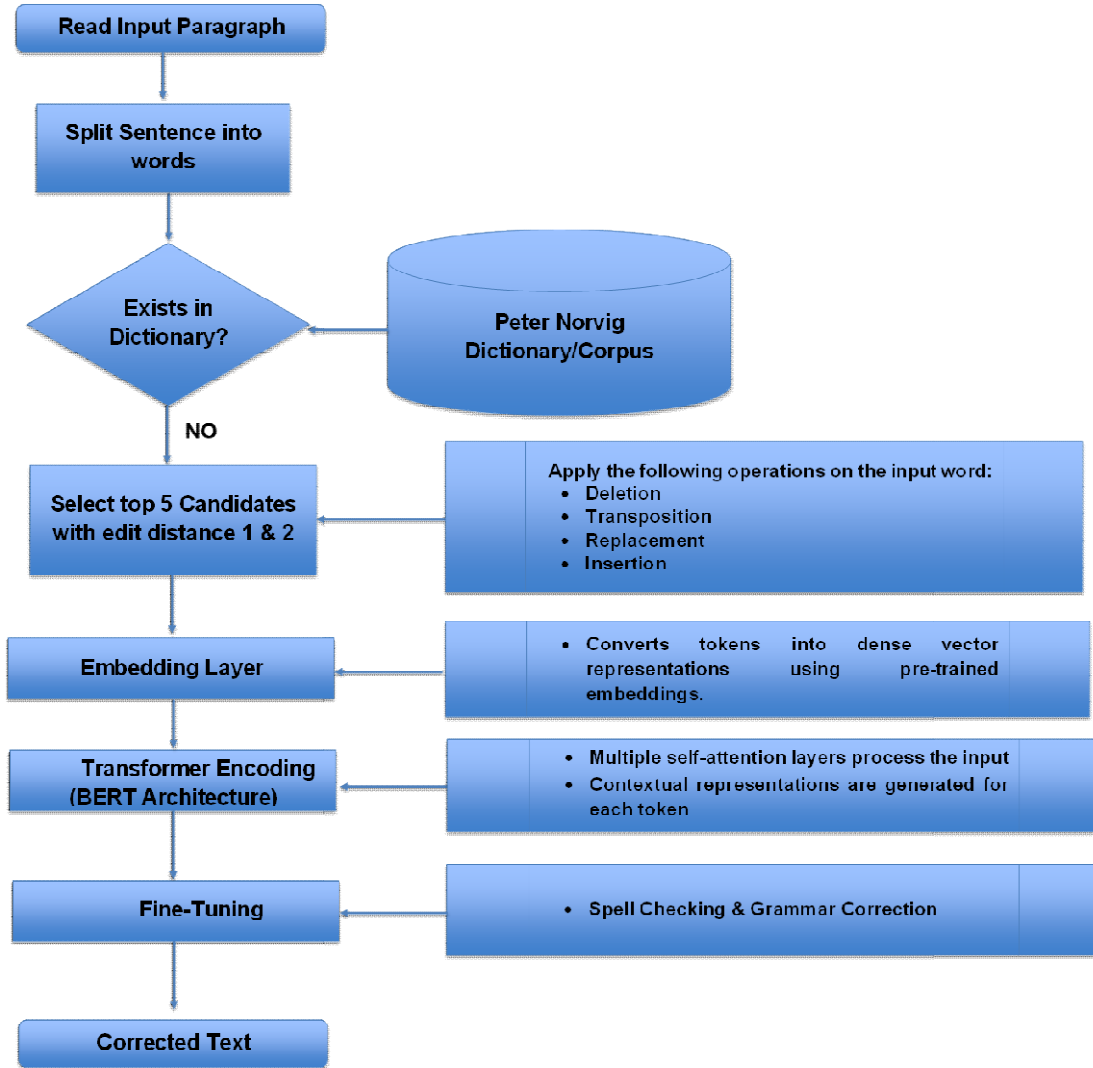 Read Input Paragraph
Split Sentence into
words
Exists in
Dictionary?
Peter Norvig
Dictionary/Corpus
NO
Select top 5 Candidates
with edit distance 1 & 2
Apply the following operations on the input word:
• Deletion
• Transposition
• Replacement
• Insertion
Embedding Layer
• Converts tokens into dense vector
representations using pre-trained
embeddings.
Transformer Encoding
(BERT Architecture)
• Multiple self-attention layers process the input
• Contextual representations are generated for
each token
Fine-Tuning
• Spell Checking & Grammar Correction
Corrected Text